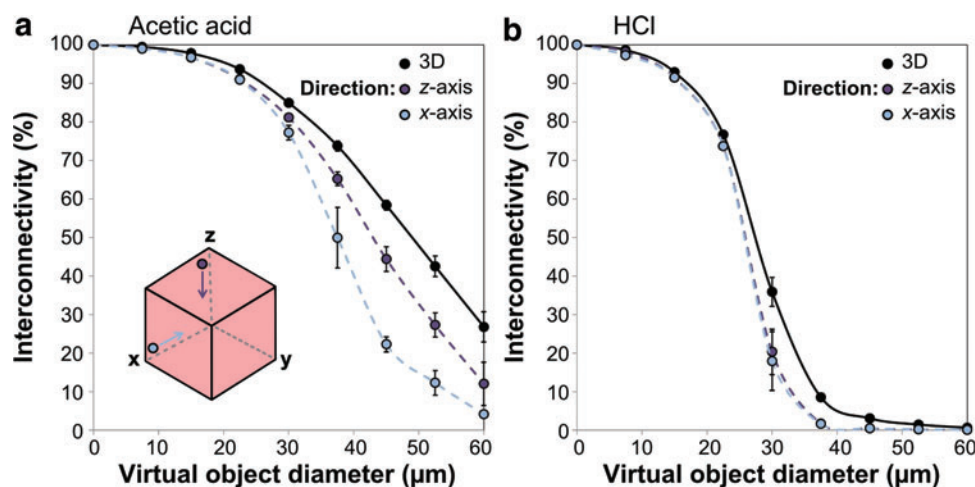 a
Acetic acid
3D
Direction:
z-axis
x-axis
Interconnectivity (%)
100
90
80
70
60
50
40
30
20
10
0
0 10 20 30 40 50 60
Virtual object diameter (μm)
z
x
y
b
HCl
3D
Direction:
z-axis
x-axis
Interconnectivity (%)
100
90
80
70
60
50
40
30
20
10
0
0 10 20 30 40 50 60
Virtual object diameter (μm)